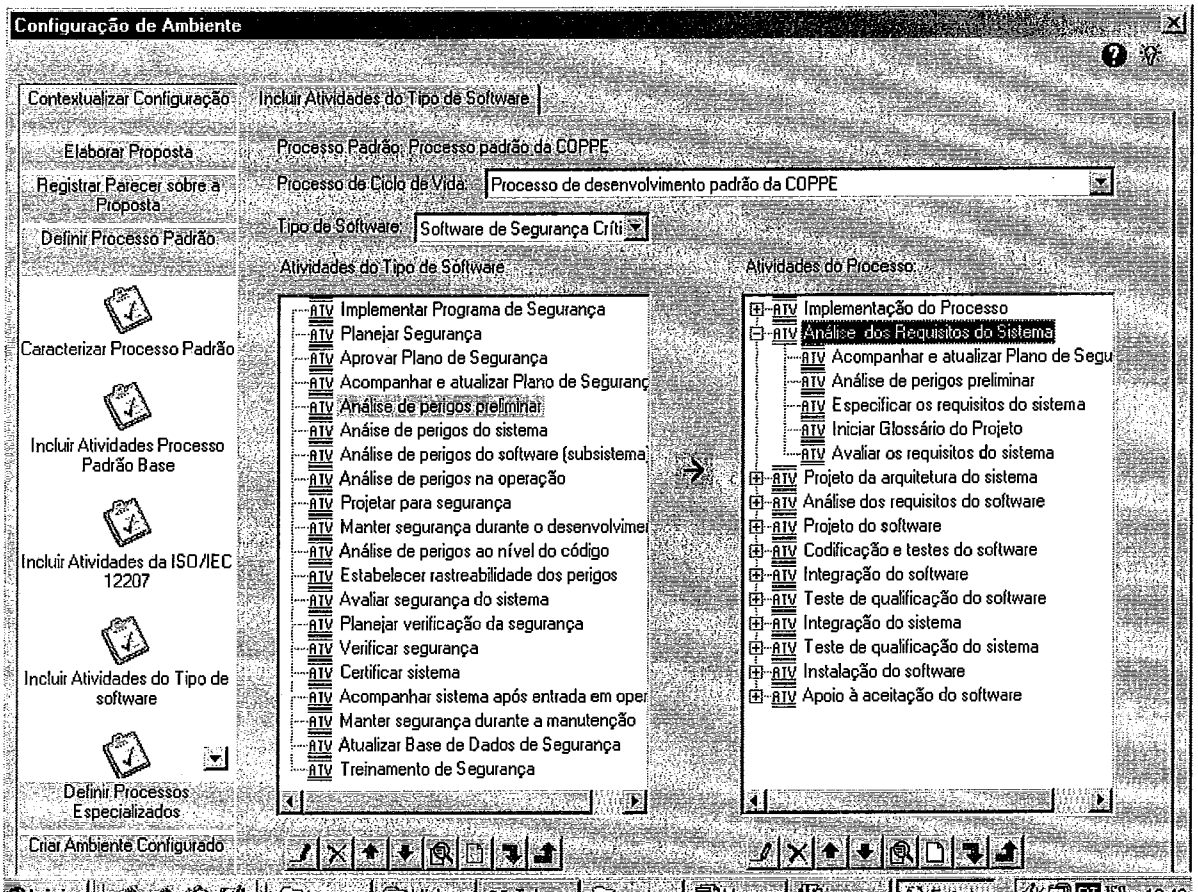 Configuração de Ambiente
Contextualizar Configuração
Elaborar Proposta
Registrar Parecer sobre a
Proposta
Definir Processo Padrão
Caracterizar Processo Padrão
Incluir Atividades Processo
Padrão Base
Incluir Atividades da ISO/IEC
12207
Incluir Atividades do Tipo de
software
Definir Processos
Especializados
Criar Ambiente Configurado
Incluir Atividades do Tipo de Software
Processo Padrão: Processo padrão da COPPE
Processo de Ciclo de Vida: Processo de desenvolvimento padrão da COPPE
Tipo de Software: Software de Segurança Críti
Atividades do Tipo de Software
ATV Implementar Programa de Segurança
ATV Planejar Segurança
ATV Aprovar Plano de Segurança
ATV Acompanhar e atualizar Plano de Seguranç
ATV Análise de perigos preliminar
ATV Anáise de perigos do sistema
ATV Análise de perigos do software (subsistema
ATV Análise de perigos na operação
ATV Projetar para segurança
ATV Manter segurança durante o desenvolvimer
ATV Análise de perigos ao nível do código
ATV Estabelecer rastreabilidade dos perigos
ATV Avaliar segurança do sistema
ATV Planejar verificação da segurança
ATV Verificar segurança
ATV Certificar sistema
ATV Acompanhar sistema após entrada em oper
ATV Manter segurança durante a manutenção
ATV Atualizar Base de Dados de Segurança
ATV Treinamento de Segurança
Atividades do Processo:
ATV Implementação do Processo
ATV Análise dos Requisitos do Sistema
ATV Acompanhar e atualizar Plano de Segu
ATV Análise de perigos preliminar
ATV Especificar os requisitos do sistema
ATV Iniciar Glossário do Projeto
ATV Avaliar os requisitos do sistema
ATV Projeto da arquitetura do sistema
ATV Análise dos requisitos do software
ATV Projeto do software
ATV Codificação e testes do software
ATV Integração do software
ATV Teste de qualificação do software
ATV Integração do sistema
ATV Teste de qualificação do sistema
ATV Instalação do software
ATV Apoio à aceitação do software